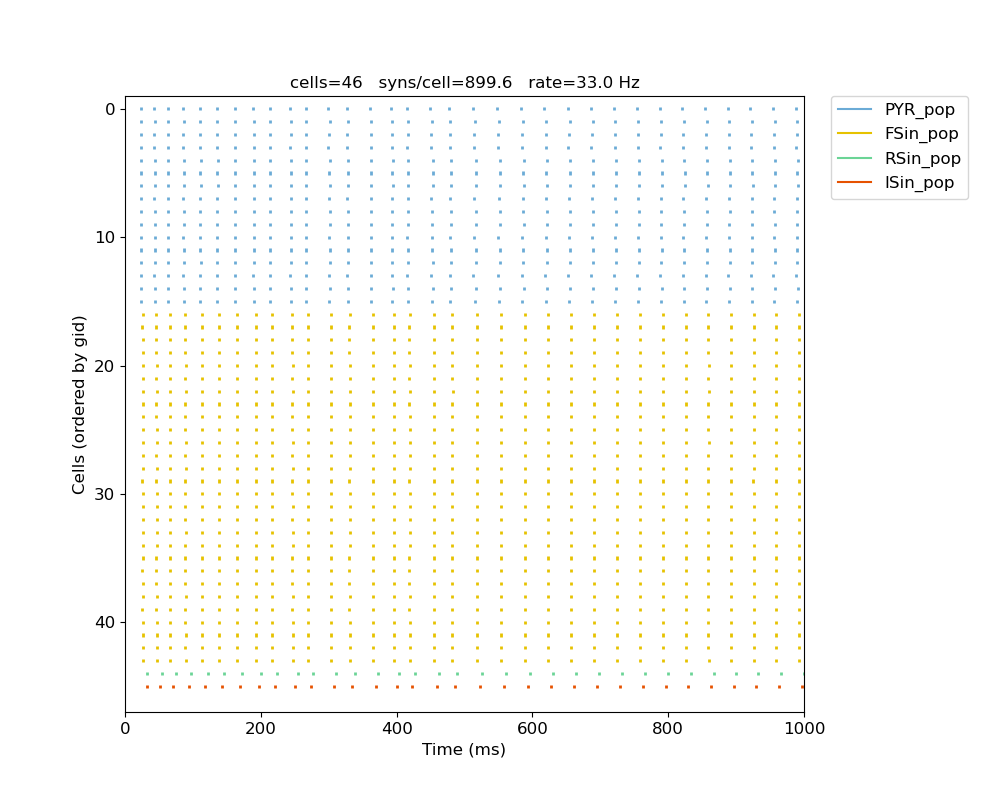 cells=46   syns/cell=899.6   rate=33.0 Hz
PYR_pop
FSin_pop
RSin_pop
ISin_pop
Cells (ordered by gid)
0
10
20
30
40
0 200 400 600 800 1000
Time (ms)